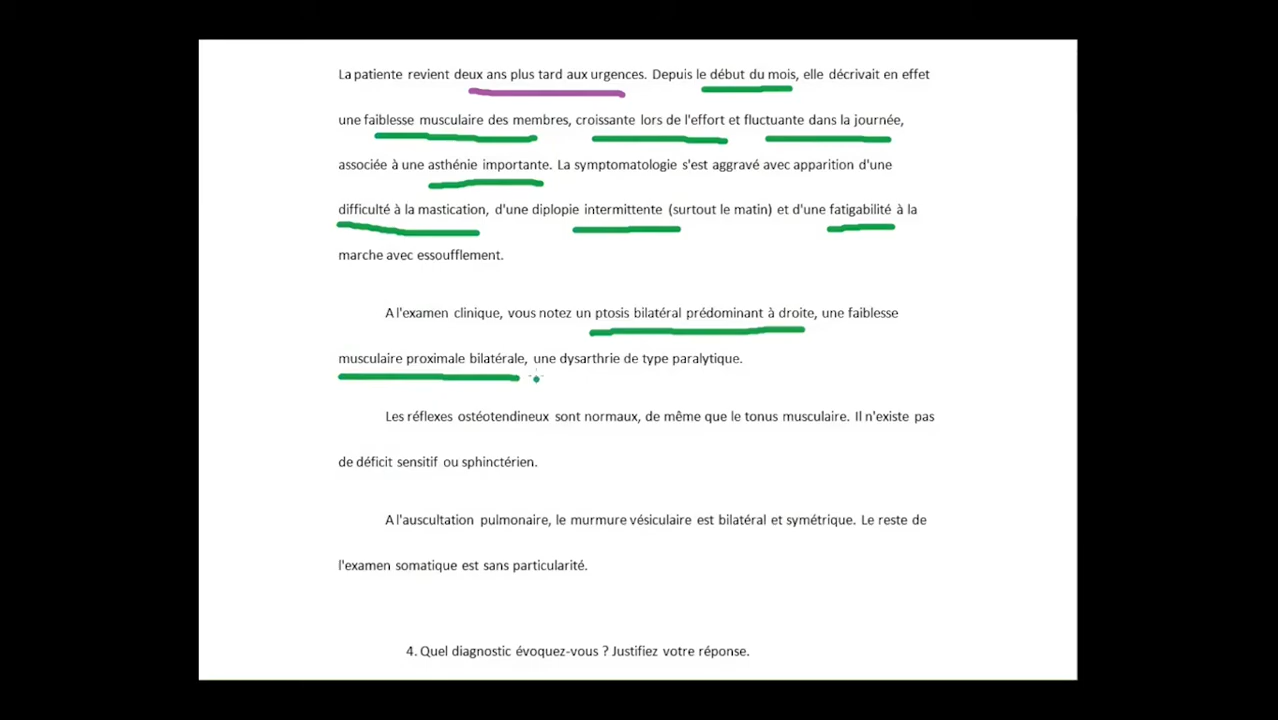 La patiente revient deux ans plus tard aux urgences. Depuis le début du mois, elle décrivait en effet
une faiblesse musculaire des membres, croissante lors de l'effort et fluctuante dans la journée,
associée à une asthénie importante. La symptomatologie s'est aggravé avec apparition d'une
difficulté à la mastication, d'une diplopie intermittente (surtout le matin) et d'une fatigabilité à la
marche avec essoufflement.
A l'examen clinique, vous notez un ptosis bilatéral prédominant à droite, une faiblesse
musculaire proximale bilatérale, une dysarthrie de type paralytique.
Les réflexes ostéotendineux sont normaux, de même que le tonus musculaire. Il n'existe pas
de déficit sensitif ou sphinctérien.
A l'auscultation pulmonaire, le murmure vésiculaire est bilatéral et symétrique. Le reste de
l'examen somatique est sans particularité.
4. Quel diagnostic évoquez-vous ? Justifiez votre réponse.